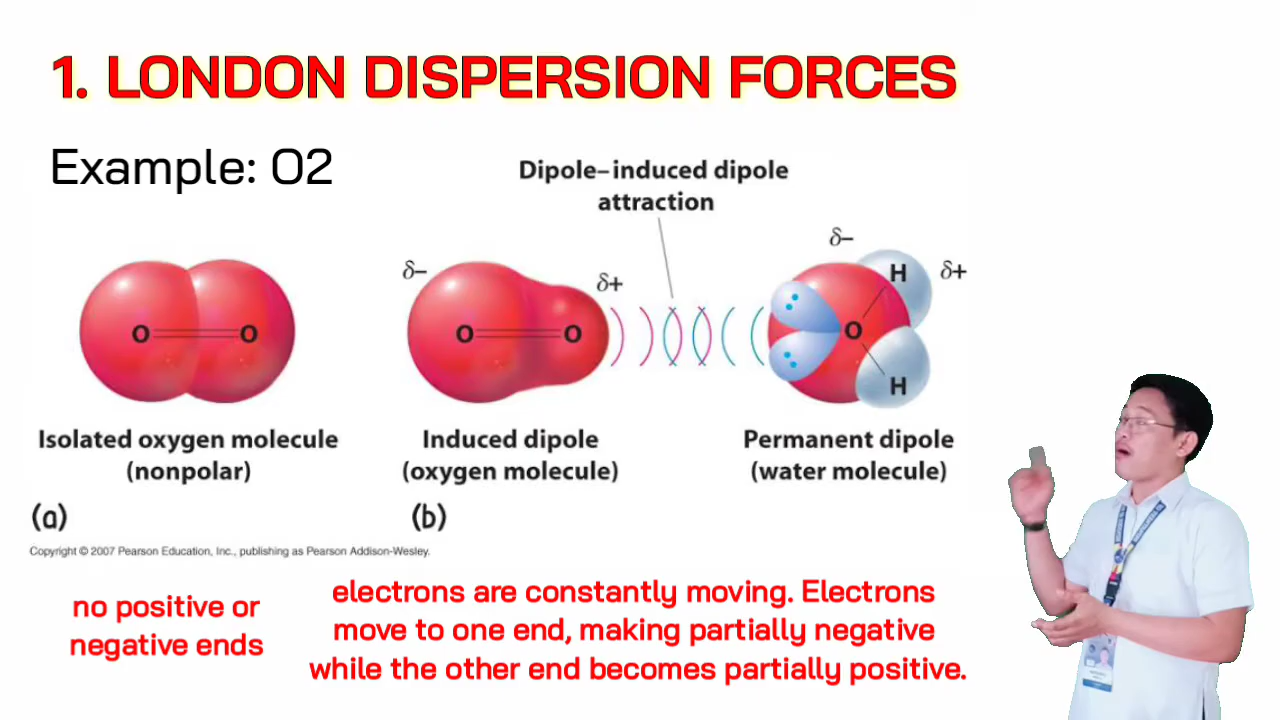 1. LONDON DISPERSION FORCES
Example: O2
Dipole–induced dipole
attraction
δ–
δ+
δ–
δ+
O
O
O
O
O
H
H
Isolated oxygen molecule
(nonpolar)
Induced dipole
(oxygen molecule)
Permanent dipole
(water molecule)
(a)
(b)
Copyright © 2007 Pearson Education, Inc., publishing as Pearson Addison-Wesley.
no positive or
negative ends
electrons are constantly moving. Electrons
move to one end, making partially negative
while the other end becomes partially positive.